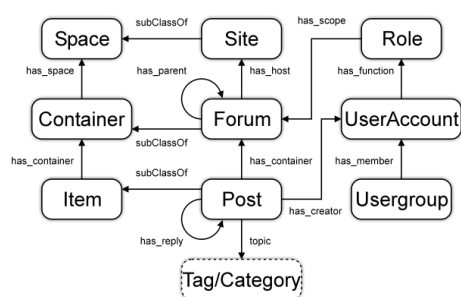 Space
subClassOf
Site
Role
has_space
has_parent
has_host
has_scope
has_function
Container
Forum
UserAccount
subClassOf
has_container
has_container
has_member
subClassOf
Item
Post
has_creator
Usergroup
has_reply
topic
Tag/Category